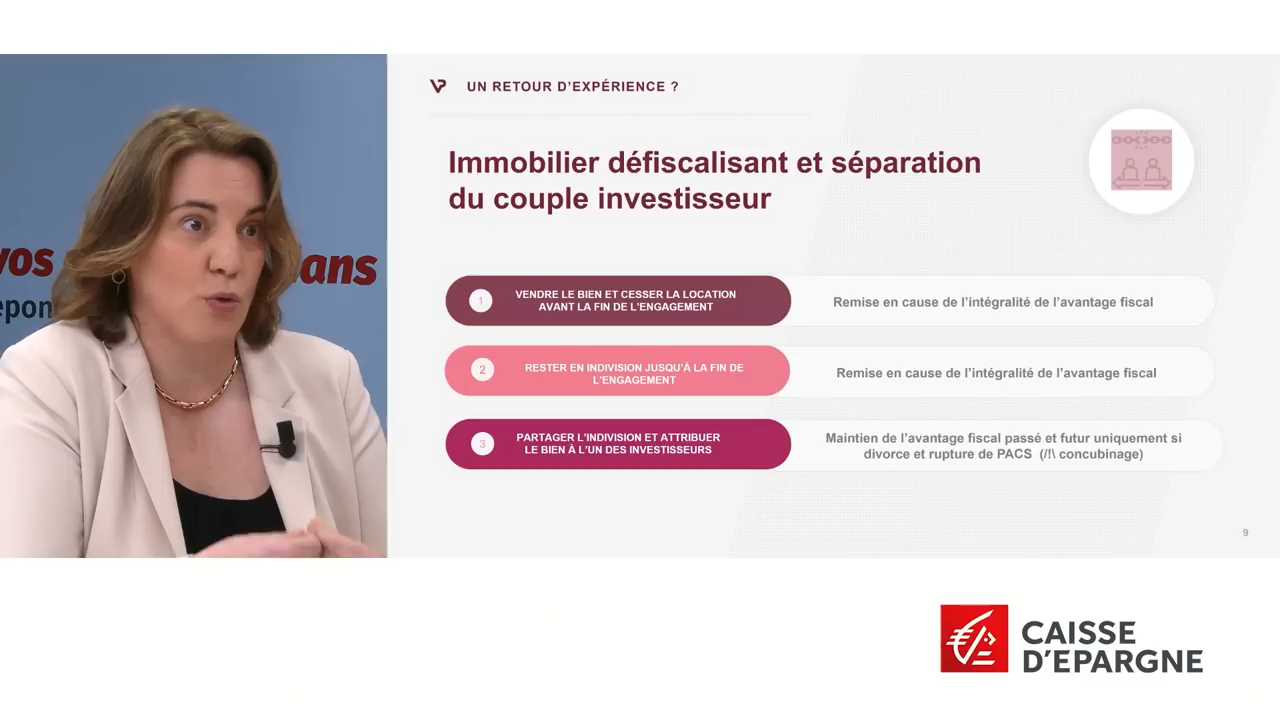 vos
ans
UN RETOUR D'EXPÉRIENCE ?
Immobilier défiscalisant et séparation
du couple investisseur
1
VENDRE LE BIEN ET CESSER LA LOCATION
AVANT LA FIN DE L'ENGAGEMENT
Remise en cause de l'intégralité de l'avantage fiscal
2
RESTER EN INDIVISION JUSQU'À LA FIN DE
L'ENGAGEMENT
Remise en cause de l'intégralité de l'avantage fiscal
3
PARTAGER L'INDIVISION ET ATTRIBUER
LE BIEN À L'UN DES INVESTISSEURS
Maintien de l'avantage fiscal passé et futur uniquement si
divorce et rupture de PACS (/!\ concubinage)
9
CAISSE
D'EPARGNE